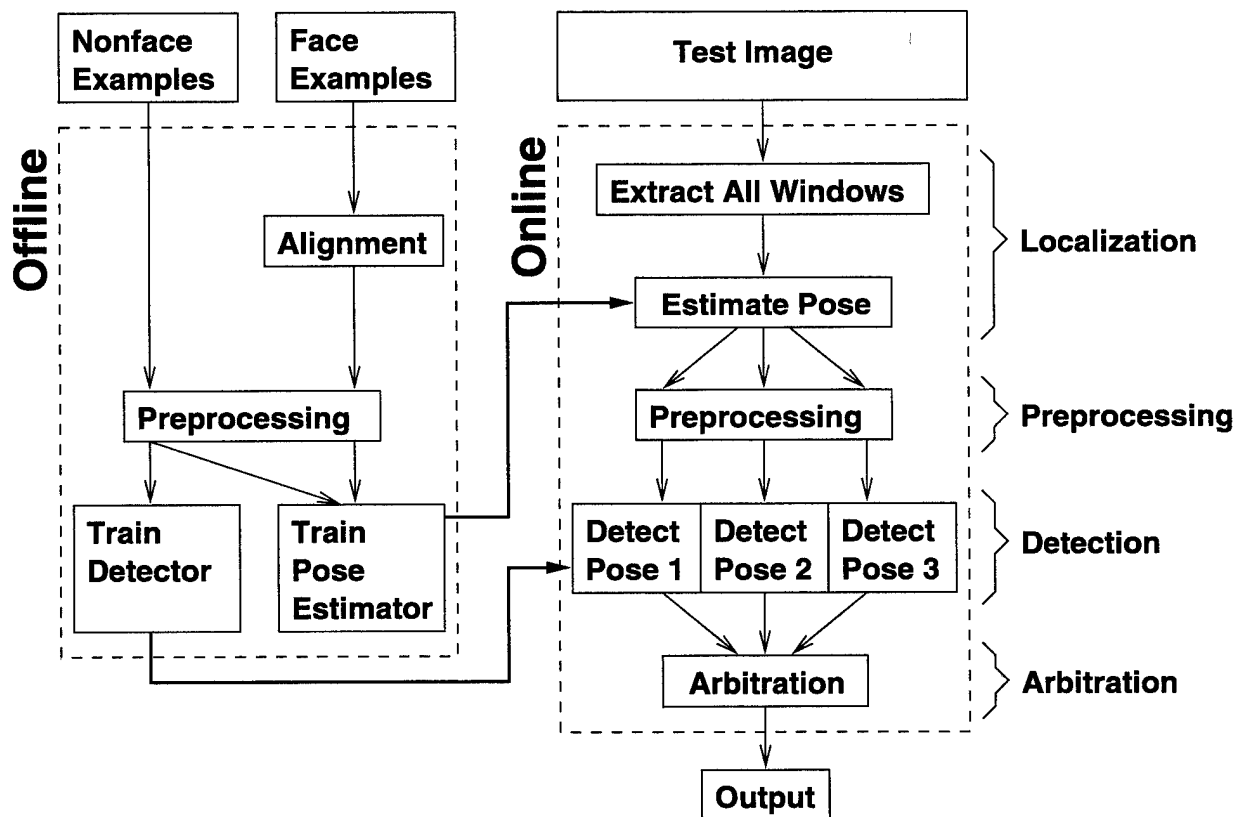 Nonface
Examples
Face
Examples
Test Image
Offline
Online
Extract All Windows
Alignment
Localization
Estimate Pose
Preprocessing
Preprocessing
Preprocessing
Train
Detector
Train
Pose
Estimator
Detect
Pose 1
Detect
Pose 2
Detect
Pose 3
Detection
Arbitration
Arbitration
Output